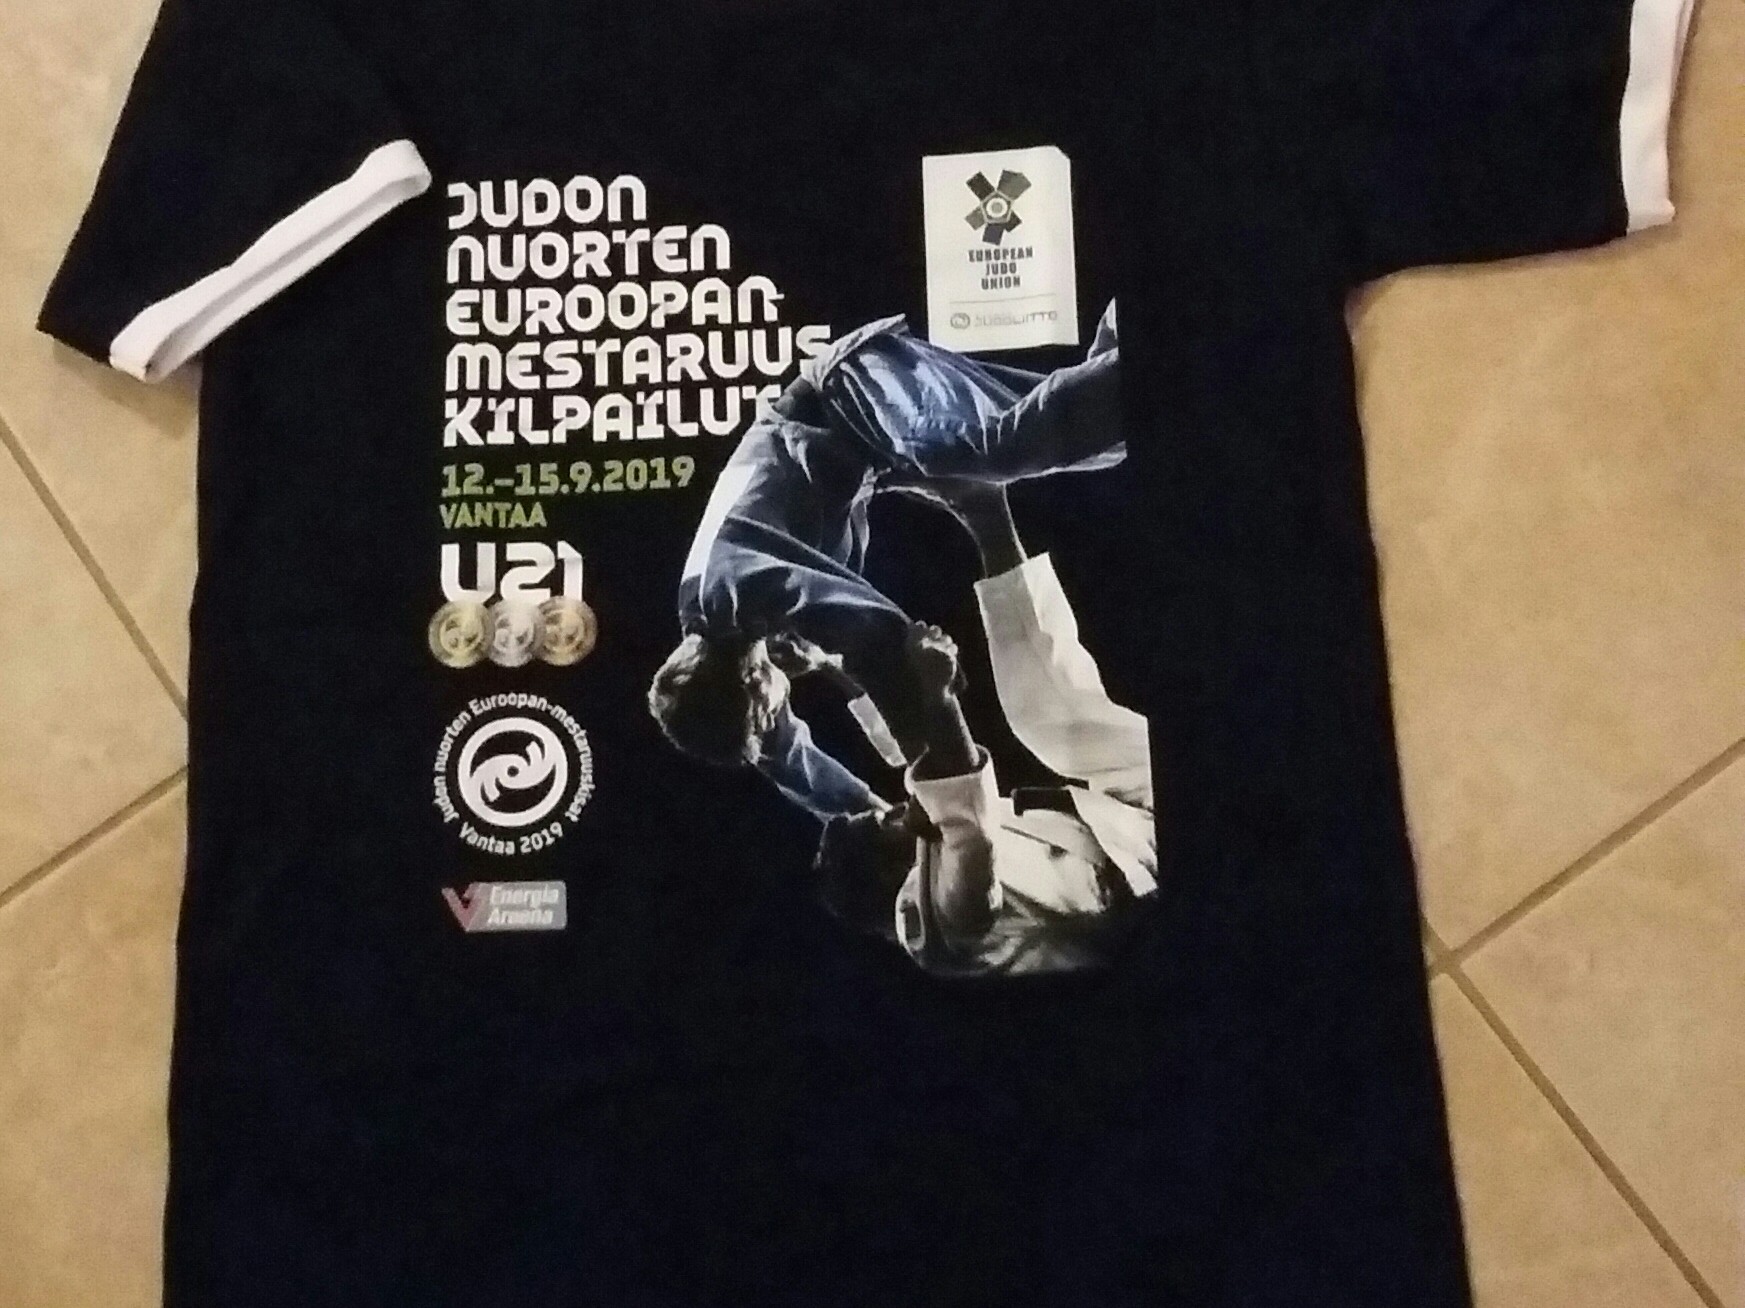 JUDON
NUORTEN
EUROOPAN-
MESTARUUS
KILPAILUT
12.–15.9.2019
VANTAA
U21
Judon nuorten Euroopan-mestaruuskisat
Vantaa 2019
Energia
Areena
EUROPEAN
JUDO
UNION
JUDOLIITTO